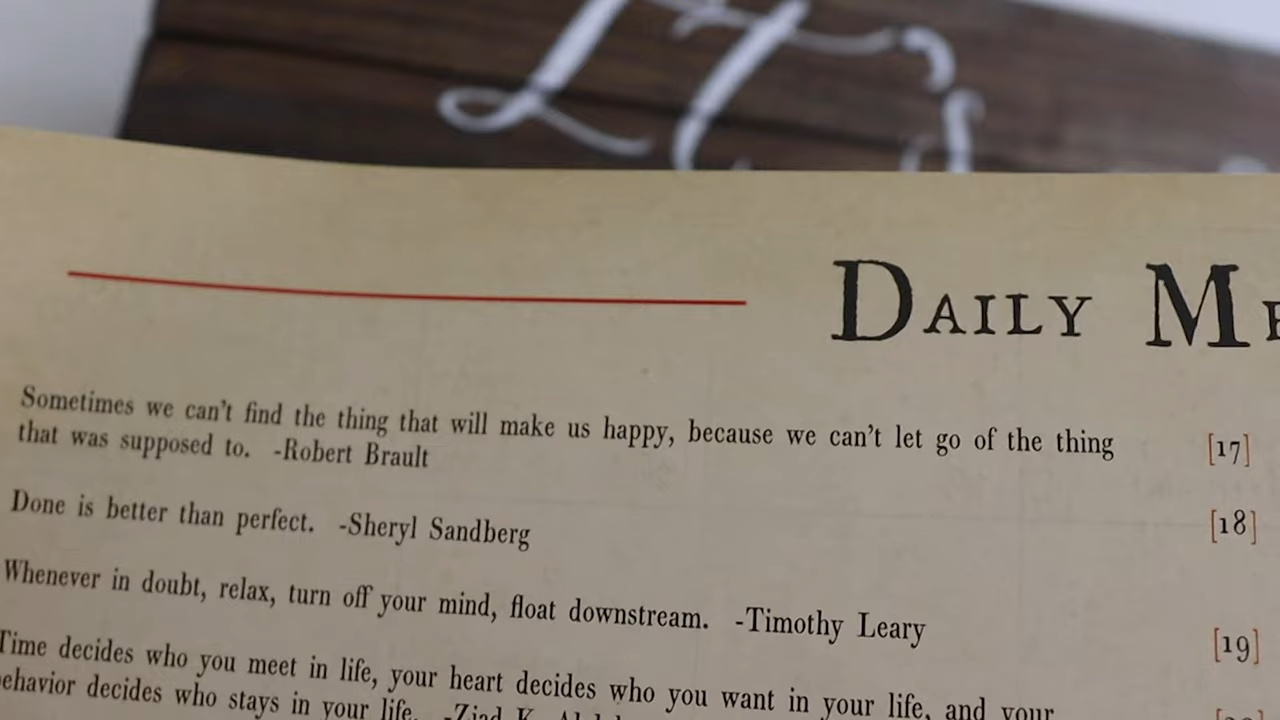 It's
DAILY
Sometimes we can't find the thing that will make us happy, because we can't let go of the thing [17]
that was supposed to. -Robert Brault
Done is better than perfect. -Sheryl Sandberg [18]
Whenever in doubt, relax, turn off your mind, float downstream. -Timothy Leary [19]
Time decides who you meet in life, your heart decides who you want in your life, and your
decides who stays in your life. -Ziad K.